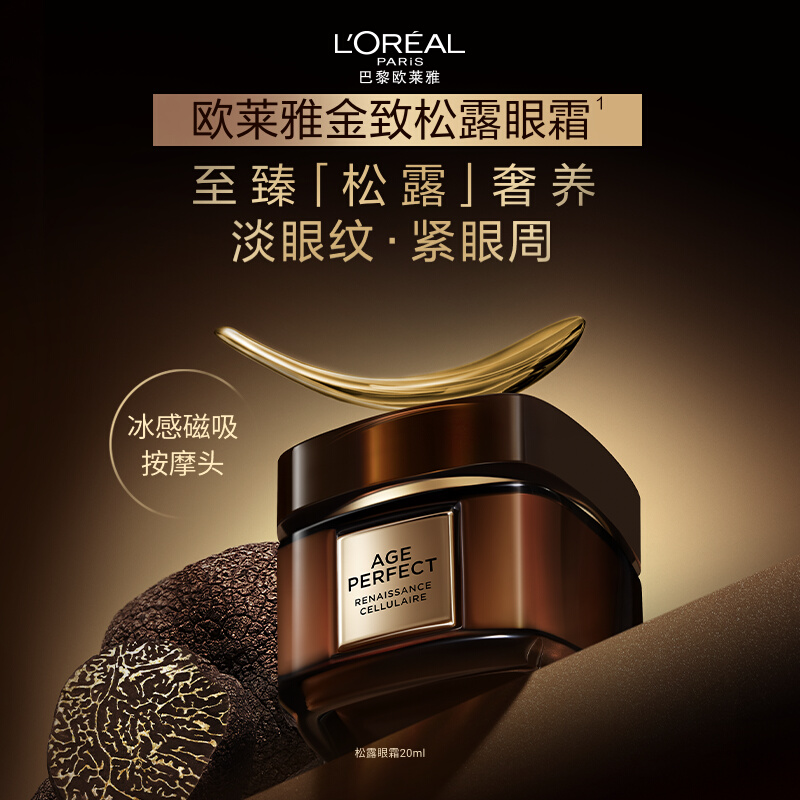 L'ORÉAL
PARiS
巴黎欧莱雅
欧莱雅金致松露眼霜1
至臻「松露」奢养
淡眼纹·紧眼周
冰感磁吸
按摩头
AGE
PERFECT
RENAISSANCE
CELLULAIRE
松露眼霜20ml